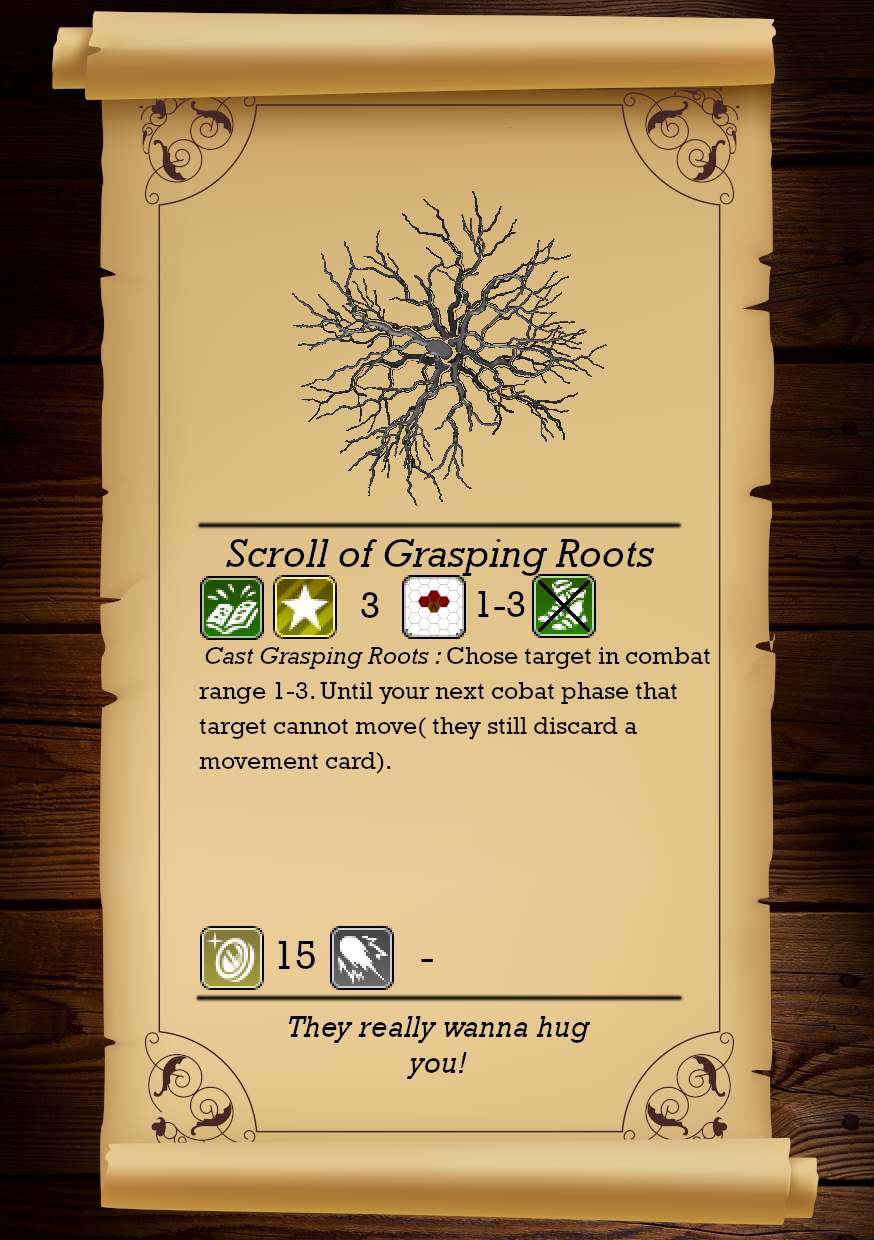 Scroll of Grasping Roots
3 1-3
Cast Grasping Roots : Chose target in combat
range 1-3. Until your next cobat phase that
target cannot move( they still discard a
movement card).
15 -
They really wanna hug
you!